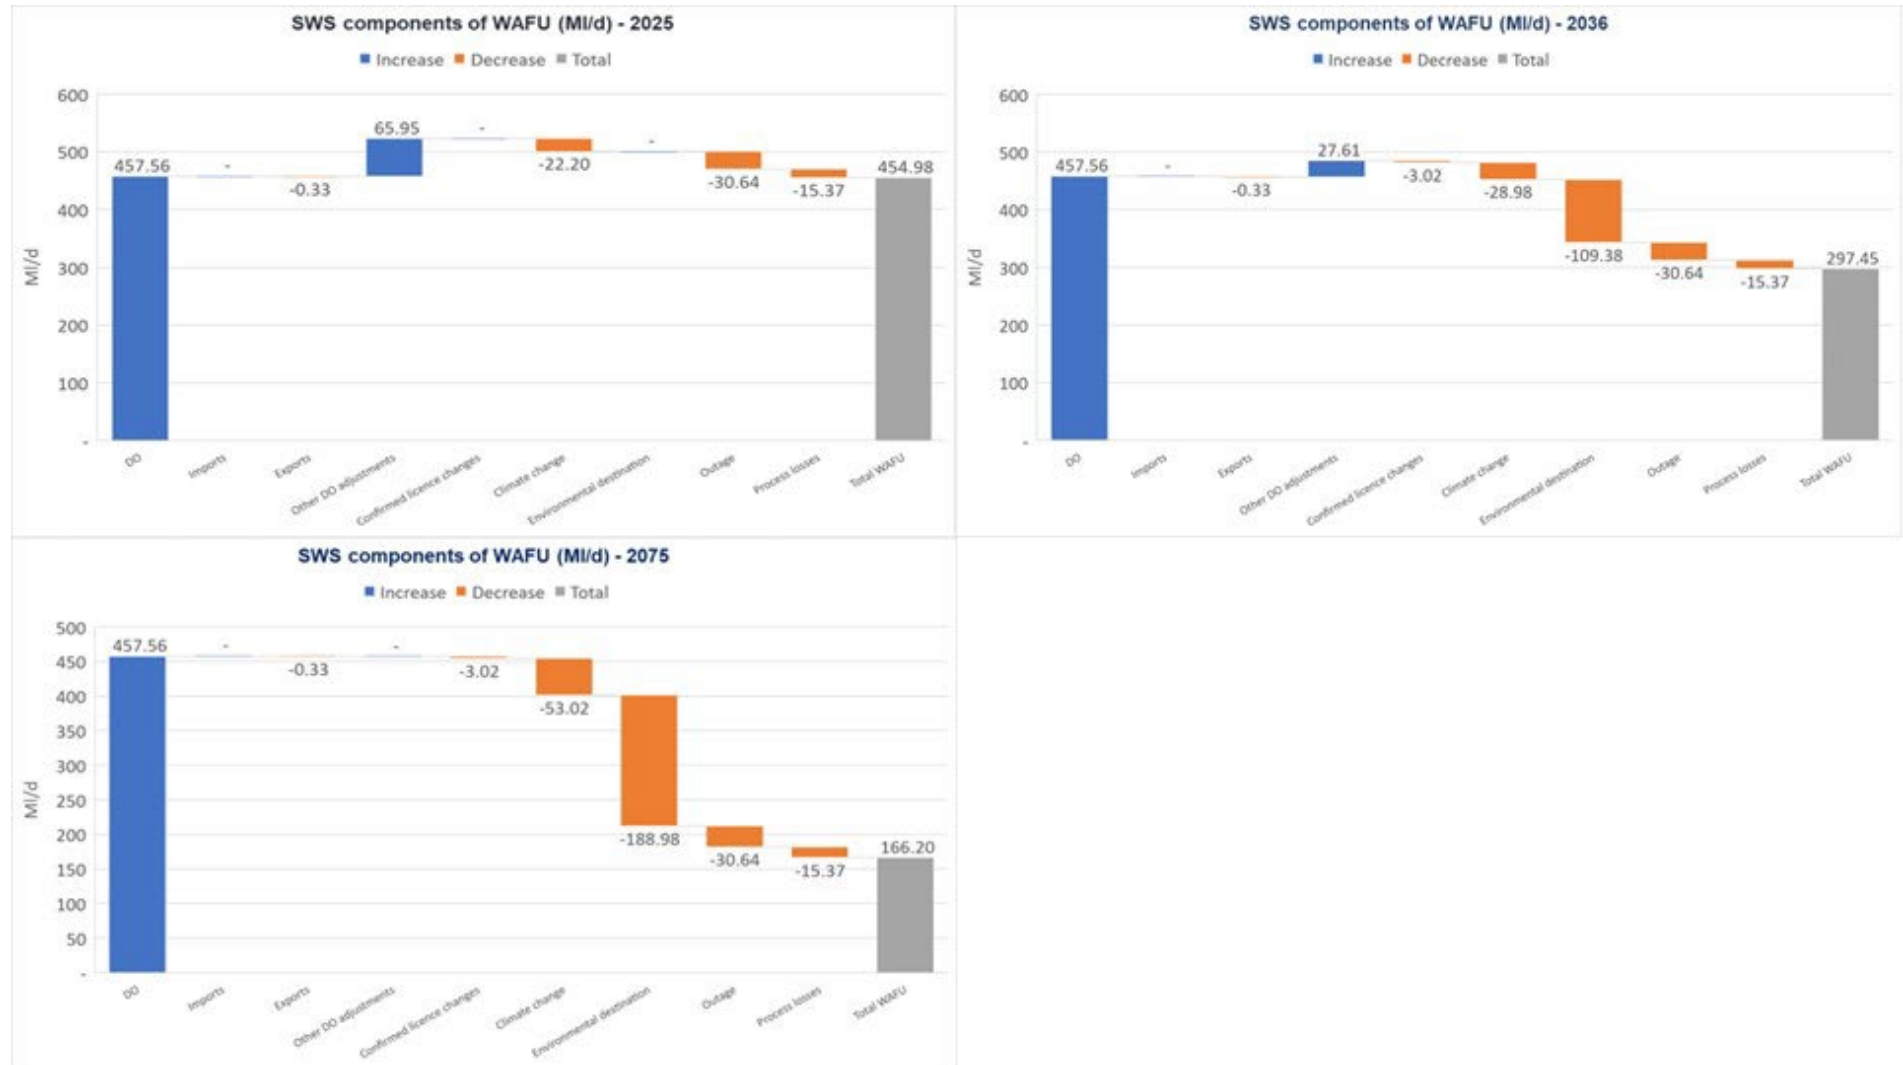 SWS components of WAFU (Ml/d) - 2025
Increase Decrease Total
600
500
400
300
200
100
-
Ml/d
457.56
-
-0.33
65.95
-
-22.20
-
-30.64
-15.37
454.98
DO
Imports
Exports
Other DO adjustments
Confirmed licence changes
Climate change
Environmental destination
Outage
Process losses
Total WAFU
SWS components of WAFU (Ml/d) - 2036
Increase Decrease Total
600
500
400
300
200
100
-
Ml/d
457.56
-
-0.33
27.61
-3.02
-28.98
-109.38
-30.64
-15.37
297.45
DO
Imports
Exports
Other DO adjustments
Confirmed licence changes
Climate change
Environmental destination
Outage
Process losses
Total WAFU
SWS components of WAFU (Ml/d) - 2075
Increase Decrease Total
500
450
400
350
300
250
200
150
100
50
-
Ml/d
457.56
-
-0.33
-
-3.02
-53.02
-188.98
-30.64
-15.37
166.20
DO
Imports
Exports
Other DO adjustments
Confirmed licence changes
Climate change
Environmental destination
Outage
Process losses
Total WAFU